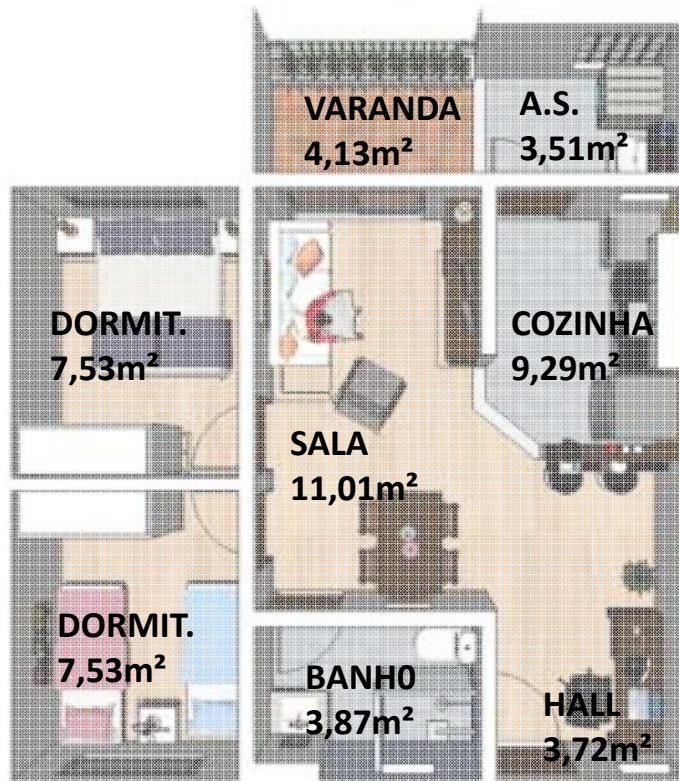 VARANDA
4,13m²
A.S.
3,51m²
DORMIT.
7,53m²
COZINHA
9,29m²
SALA
11,01m²
DORMIT.
7,53m²
BANH0
3,87m²
HALL
3,72m²